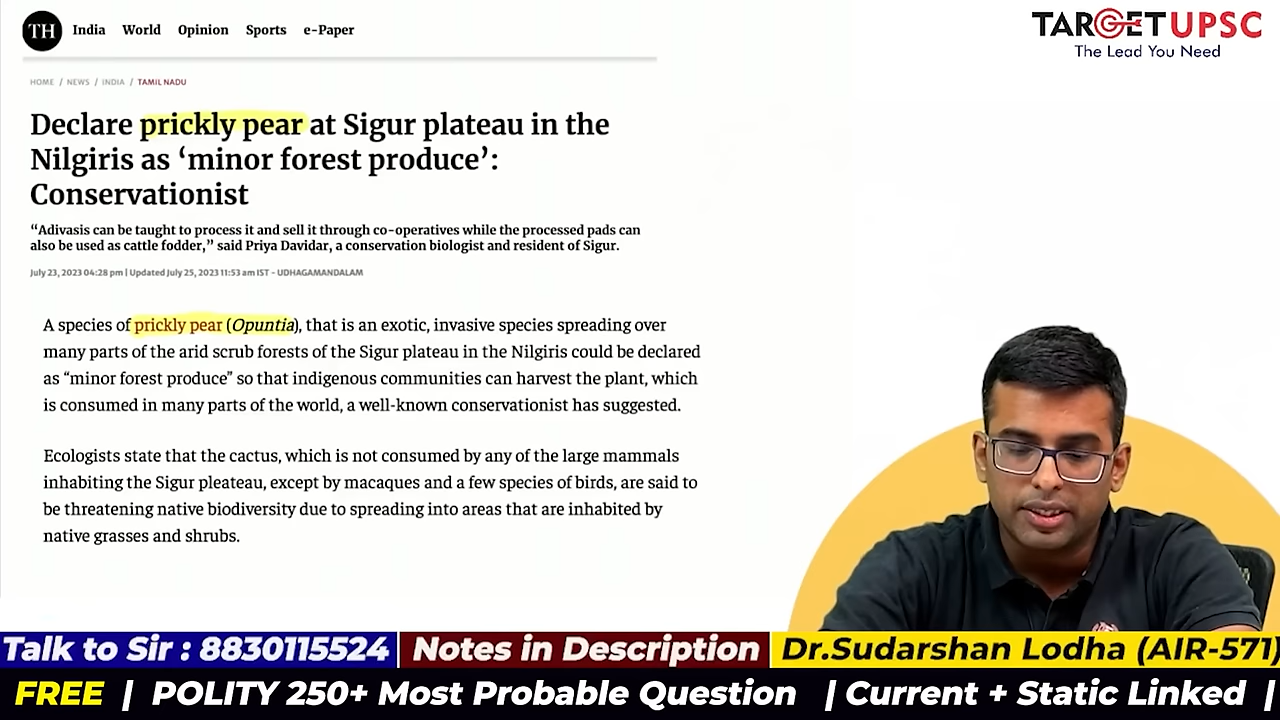 TH India World Opinion Sports e-Paper
TARGETUPSC
The Lead You Need
HOME / NEWS / INDIA / TAMIL NADU
Declare prickly pear at Sigur plateau in the
Nilgiris as ‘minor forest produce’:
Conservationist
“Adivasis can be taught to process it and sell it through co-operatives while the processed pads can
also be used as cattle fodder,” said Priya Davidar, a conservation biologist and resident of Sigur.
July 23, 2023 04:28 pm | Updated July 25, 2023 11:53 am IST - UDHAGAMANDALAM
A species of prickly pear (Opuntia), that is an exotic, invasive species spreading over
many parts of the arid scrub forests of the Sigur plateau in the Nilgiris could be declared
as “minor forest produce” so that indigenous communities can harvest the plant, which
is consumed in many parts of the world, a well-known conservationist has suggested.
Ecologists state that the cactus, which is not consumed by any of the large mammals
inhabiting the Sigur pleateau, except by macaques and a few species of birds, are said to
be threatening native biodiversity due to spreading into areas that are inhabited by
native grasses and shrubs.
Talk to Sir : 8830115524 Notes in Description Dr.Sudarshan Lodha (AIR-571)
FREE | POLITY 250+ Most Probable Question | Current + Static Linked |